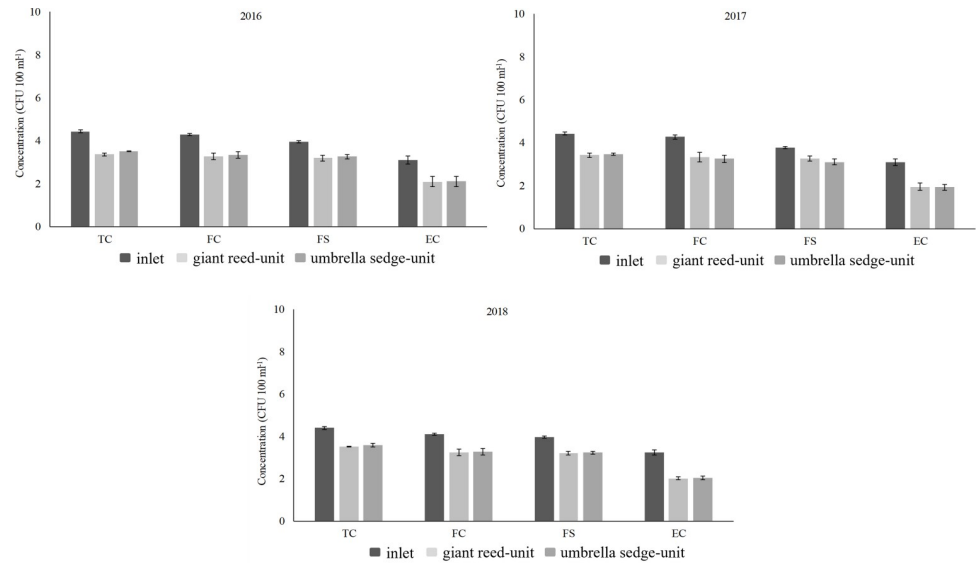 2016
Concentration (CFU 100 ml⁻¹)
10
8
6
4
2
0
TC FC FS EC
inlet giant reed-unit umbrella sedge-unit
2017
Concentration (CFU 100 ml⁻¹)
10
8
6
4
2
0
TC FC FS EC
inlet giant reed-unit umbrella sedge-unit
2018
Concentration (CFU 100 ml⁻¹)
10
8
6
4
2
0
TC FC FS EC
inlet giant reed-unit umbrella sedge-unit